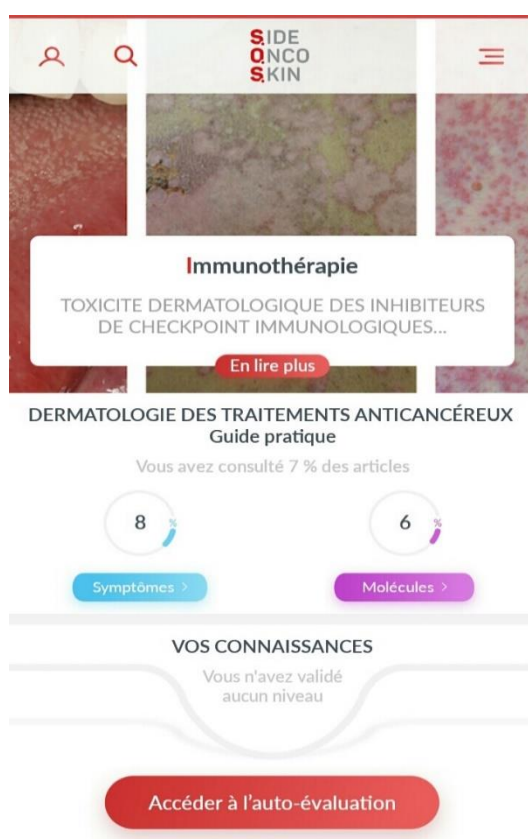 SIDE
ONCO
SKIN
Immunothérapie
TOXICITE DERMATOLOGIQUE DES INHIBITEURS
DE CHECKPOINT IMMUNOLOGIQUES...
En lire plus
DERMATOLOGIE DES TRAITEMENTS ANTICANCÉREUX
Guide pratique
Vous avez consulté 7 % des articles
8 %
6 %
Symptômes >
Molécules >
VOS CONNAISSANCES
Vous n'avez validé
aucun niveau
Accéder à l'auto-évaluation